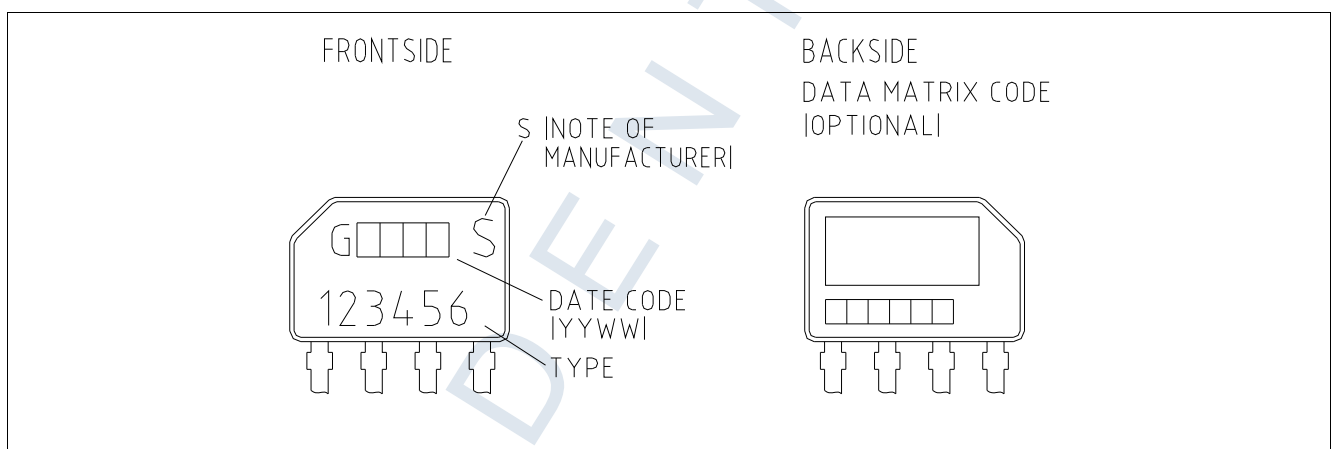 FRONTSIDE
S |NOTE OF
MANUFACTURER|
G S
123456
DATE CODE
|YYWW|
TYPE
BACKSIDE
DATA MATRIX CODE
|OPTIONAL|
D E N T